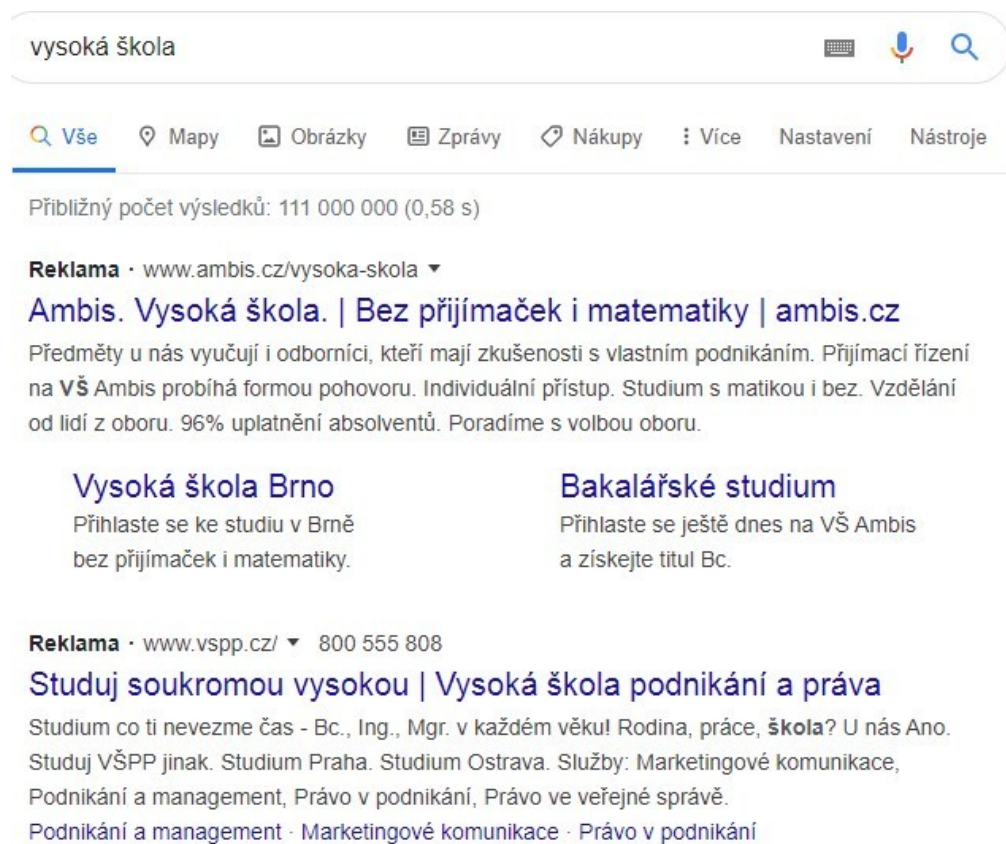 vysoká škola
Vše Mapy Obrázky Zprávy Nákupy Více Nastavení Nástroje
Přibližný počet výsledků: 111 000 000 (0,58 s)
Reklama · www.ambis.cz/vysoka-skola
Ambis. Vysoká škola. | Bez přijímaček i matematiky | ambis.cz
Předměty u nás vyučují i odborníci, kteří mají zkušenosti s vlastním podnikáním. Přijímací řízení
na VŠ Ambis probíhá formou pohovoru. Individuální přístup. Studium s matikou i bez. Vzdělání
od lidí z oboru. 96% uplatnění absolventů. Poradíme s volbou oboru.
Vysoká škola Brno
Přihlaste se ke studiu v Brně
bez přijímaček i matematiky.
Bakalářské studium
Přihlaste se ještě dnes na VŠ Ambis
a získejte titul Bc.
Reklama · www.vspp.cz/ 800 555 808
Studuj soukromou vysokou | Vysoká škola podnikání a práva
Studium co ti nevezme čas - Bc., Ing., Mgr. v každém věku! Rodina, práce, škola? U nás Ano.
Studuj VŠPP jinak. Studium Praha. Studium Ostrava. Služby: Marketingové komunikace,
Podnikání a management, Právo v podnikání, Právo ve veřejné správě.
Podnikání a management · Marketingové komunikace · Právo v podnikání